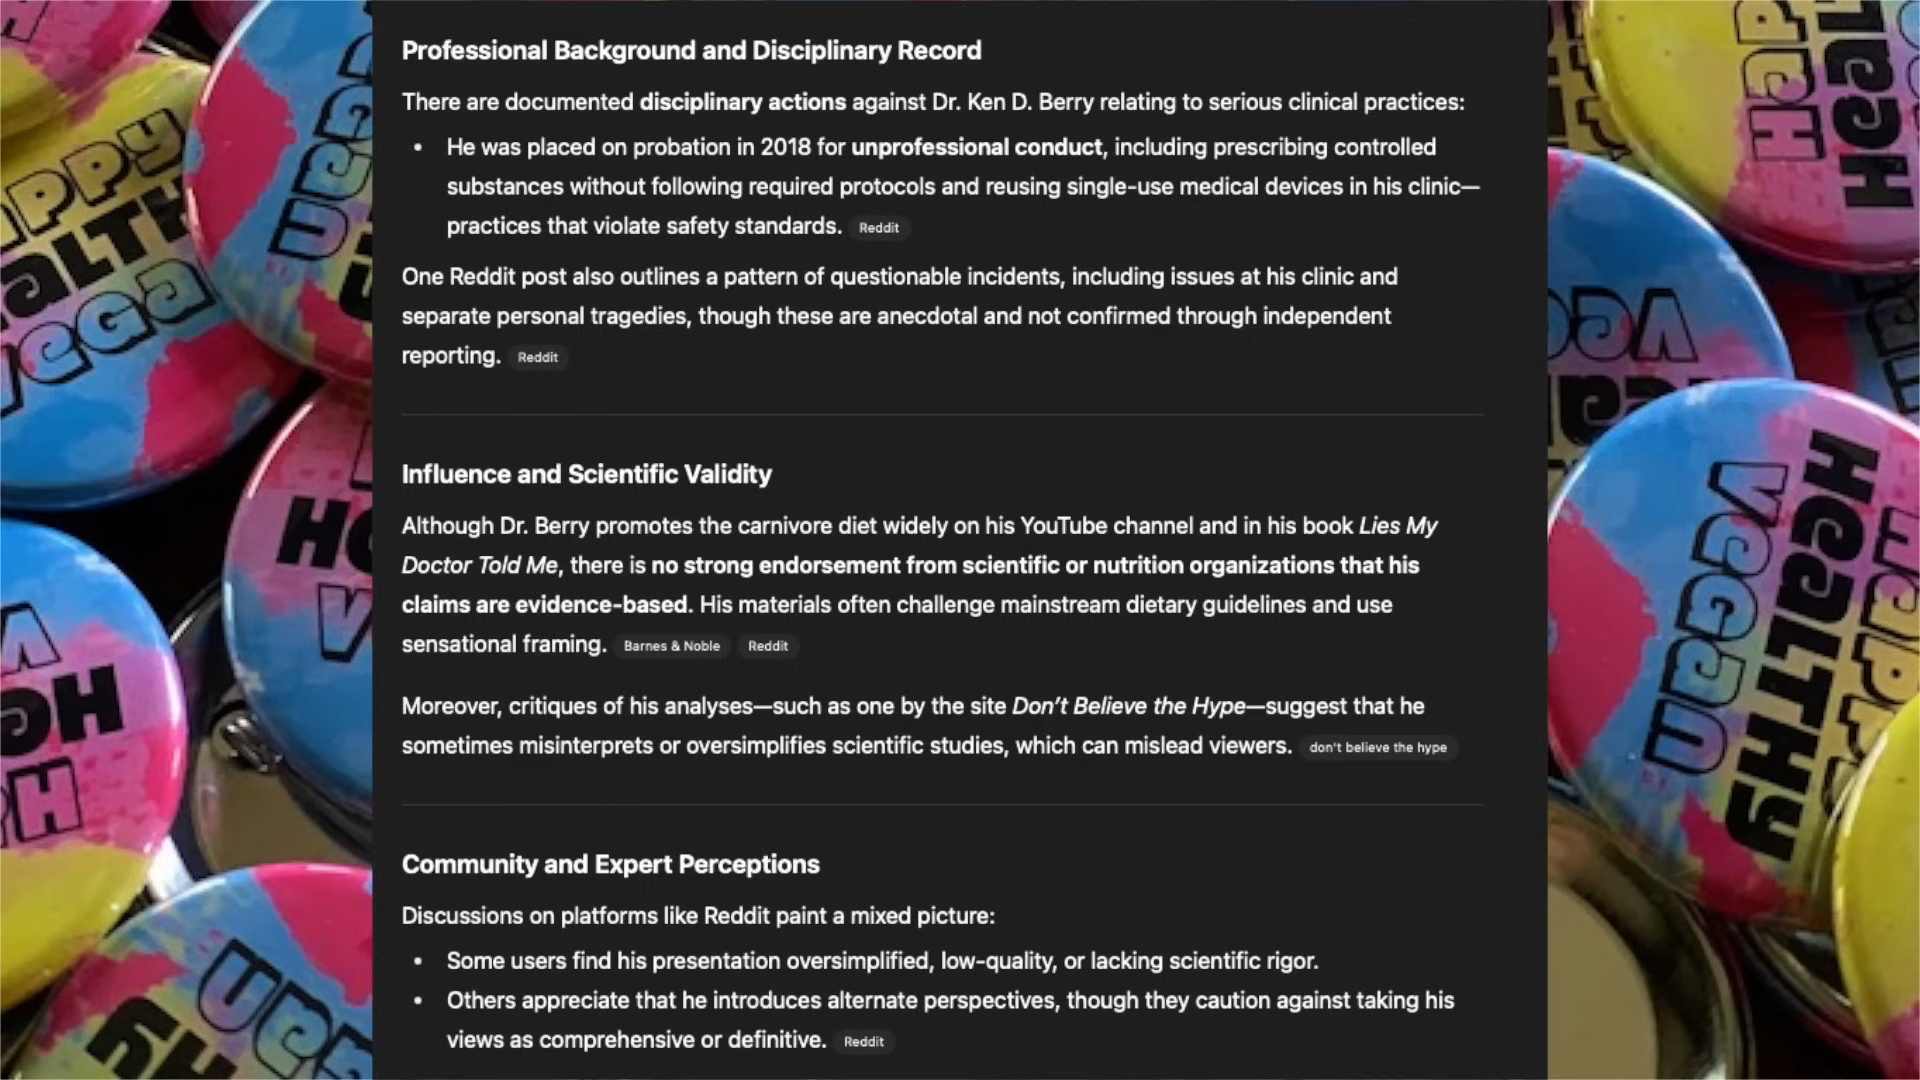 Professional Background and Disciplinary Record
There are documented disciplinary actions against Dr. Ken D. Berry relating to serious clinical practices:
• He was placed on probation in 2018 for unprofessional conduct, including prescribing controlled
substances without following required protocols and reusing single-use medical devices in his clinic—
practices that violate safety standards. Reddit
One Reddit post also outlines a pattern of questionable incidents, including issues at his clinic and
separate personal tragedies, though these are anecdotal and not confirmed through independent
reporting. Reddit
Influence and Scientific Validity
Although Dr. Berry promotes the carnivore diet widely on his YouTube channel and in his book Lies My
Doctor Told Me, there is no strong endorsement from scientific or nutrition organizations that his
claims are evidence-based. His materials often challenge mainstream dietary guidelines and use
sensational framing. Barnes & Noble Reddit
Moreover, critiques of his analyses—such as one by the site Don't Believe the Hype—suggest that he
sometimes misinterprets or oversimplifies scientific studies, which can mislead viewers. don't believe the hype
Community and Expert Perceptions
Discussions on platforms like Reddit paint a mixed picture:
• Some users find his presentation oversimplified, low-quality, or lacking scientific rigor.
• Others appreciate that he introduces alternate perspectives, though they caution against taking his
views as comprehensive or definitive. Reddit
Happy
Healthy
Vegan